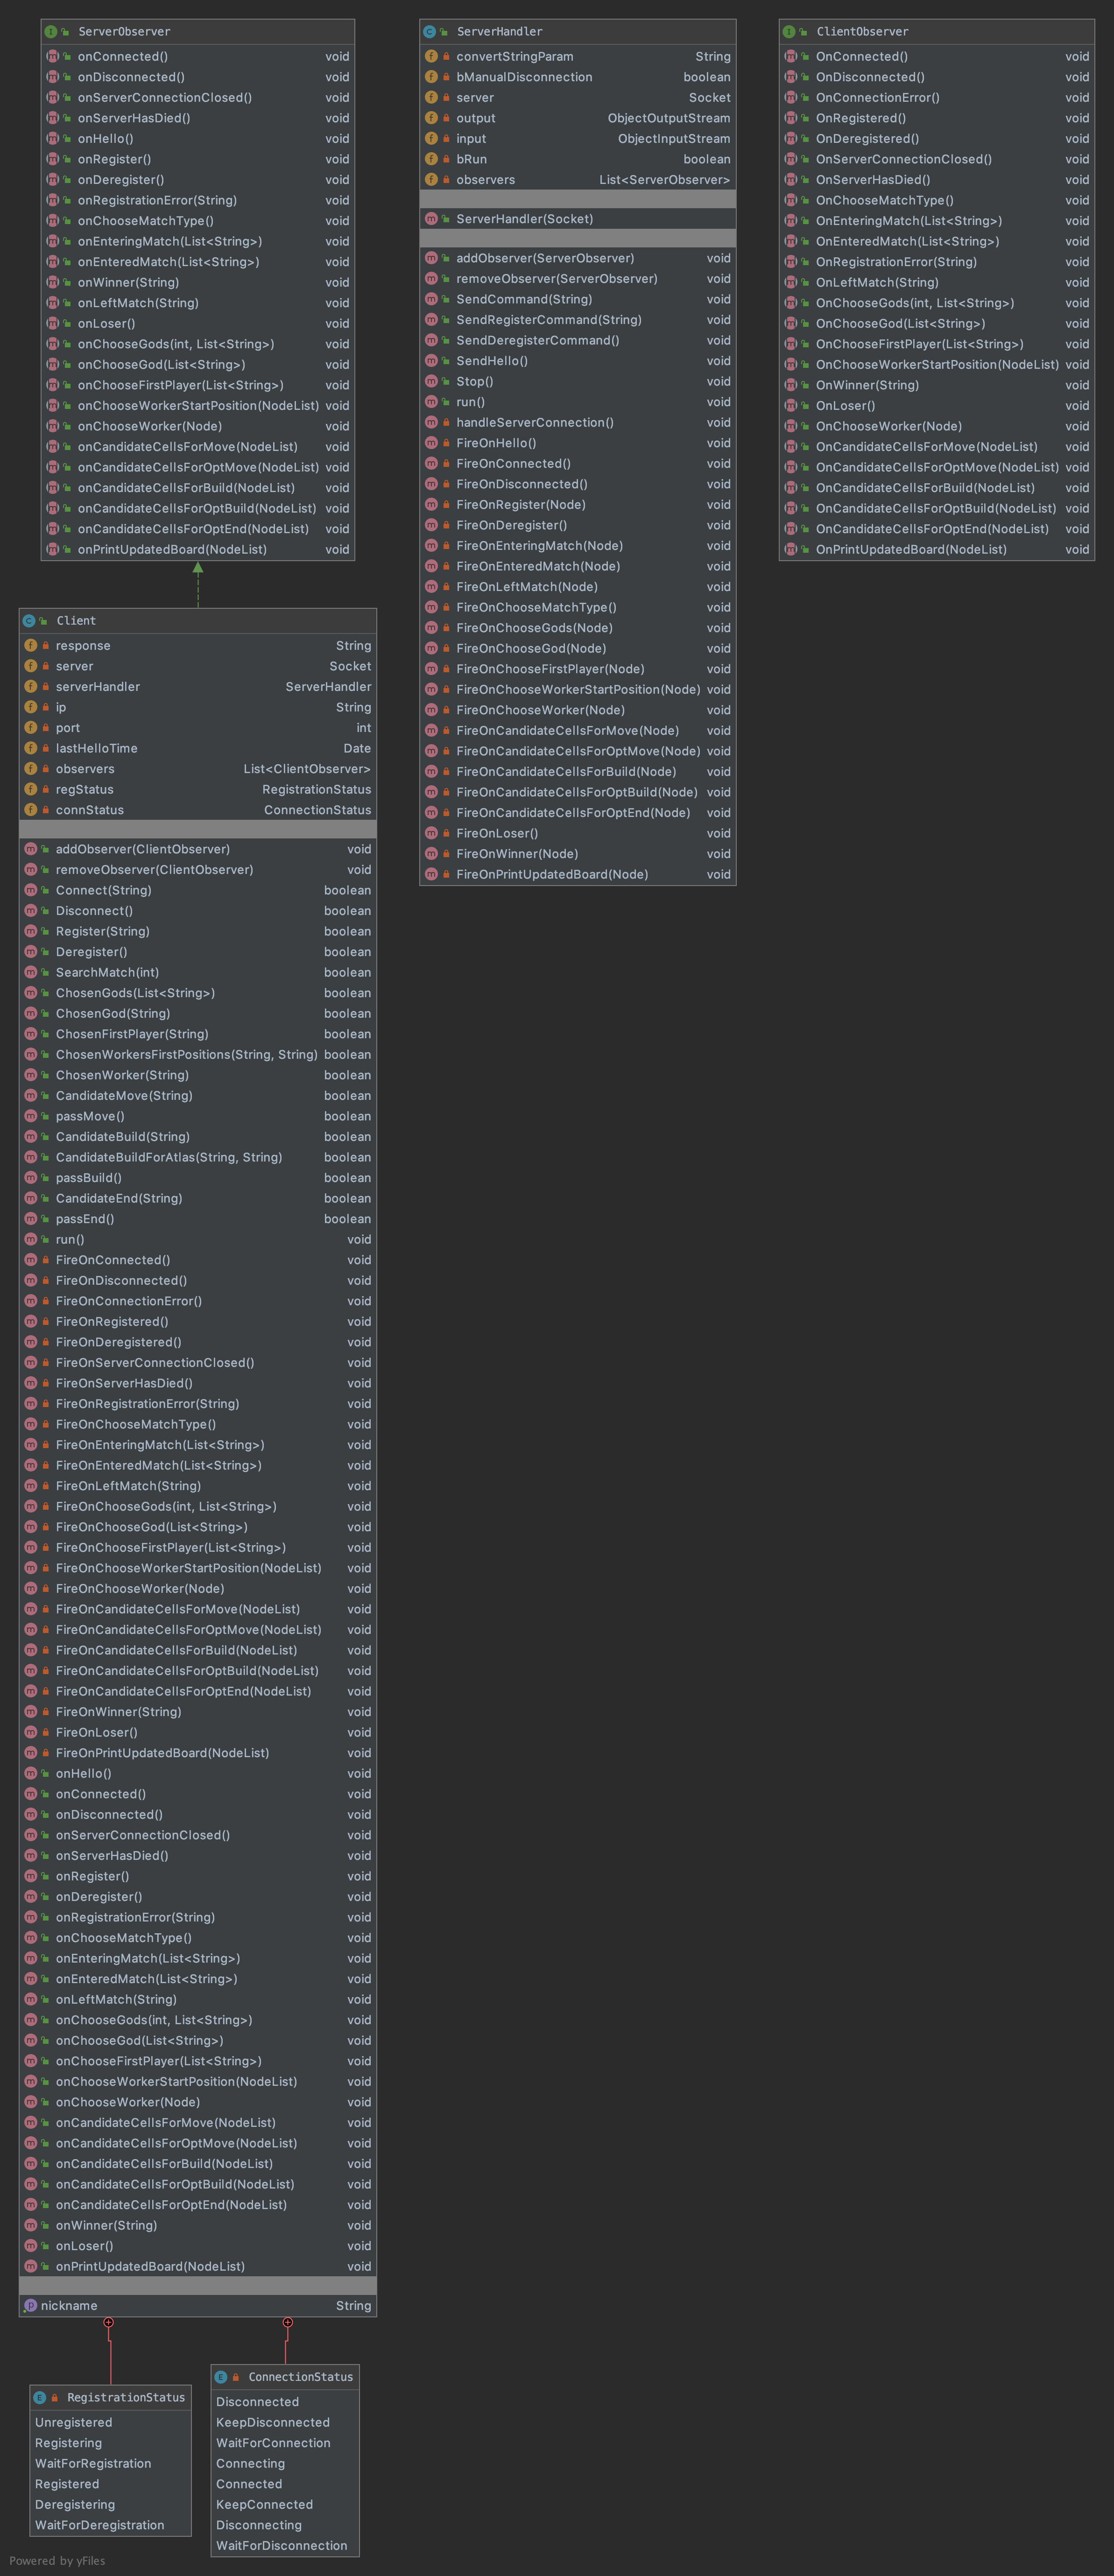 ServerObserver
onConnected() void
onDisconnected() void
onServerConnectionClosed() void
onServerHasDied() void
onHello() void
onRegister() void
onDeregister() void
onRegistrationError(String) void
onChooseMatchType() void
onEnteringMatch(List<String>) void
onEnteredMatch(List<String>) void
onWinner(String) void
onLeftMatch(String) void
onLoser() void
onChooseGods(int, List<String>) void
onChooseGod(List<String>) void
onChooseFirstPlayer(List<String>) void
onChooseWorkerStartPosition(NodeList) void
onChooseWorker(Node) void
onCandidateCellsForMove(NodeList) void
onCandidateCellsForOptMove(NodeList) void
onCandidateCellsForBuild(NodeList) void
onCandidateCellsForOptBuild(NodeList) void
onCandidateCellsForOptEnd(NodeList) void
onPrintUpdatedBoard(NodeList) void
ServerHandler
convertStringParam String
bManualDisconnection boolean
server Socket
output ObjectOutputStream
input ObjectInputStream
bRun boolean
observers List<ServerObserver>
ServerHandler(Socket)
addObserver(ServerObserver) void
removeObserver(ServerObserver) void
SendCommand(String) void
SendRegisterCommand(String) void
SendDeregisterCommand() void
SendHello() void
Stop() void
run() void
handleServerConnection() void
FireOnHello() void
FireOnConnected() void
FireOnDisconnected() void
FireOnRegister(Node) void
FireOnDeregister() void
FireOnEnteringMatch(Node) void
FireOnEnteredMatch(Node) void
FireOnLeftMatch(Node) void
FireOnChooseMatchType() void
FireOnChooseGods(Node) void
FireOnChooseGod(Node) void
FireOnChooseFirstPlayer(Node) void
FireOnChooseWorkerStartPosition(Node) void
FireOnChooseWorker(Node) void
FireOnCandidateCellsForMove(Node) void
FireOnCandidateCellsForOptMove(Node) void
FireOnCandidateCellsForBuild(Node) void
FireOnCandidateCellsForOptBuild(Node) void
FireOnCandidateCellsForOptEnd(Node) void
FireOnLoser() void
FireOnWinner(Node) void
FireOnPrintUpdatedBoard(Node) void
ClientObserver
OnConnected() void
OnDisconnected() void
OnConnectionError() void
OnRegistered() void
OnDeregistered() void
OnServerConnectionClosed() void
OnServerHasDied() void
OnChooseMatchType() void
OnEnteringMatch(List<String>) void
OnEnteredMatch(List<String>) void
OnRegistrationError(String) void
OnLeftMatch(String) void
OnChooseGods(int, List<String>) void
OnChooseGod(List<String>) void
OnChooseFirstPlayer(List<String>) void
OnChooseWorkerStartPosition(NodeList) void
OnWinner(String) void
OnLoser() void
OnChooseWorker(Node) void
OnCandidateCellsForMove(NodeList) void
OnCandidateCellsForOptMove(NodeList) void
OnCandidateCellsForBuild(NodeList) void
OnCandidateCellsForOptBuild(NodeList) void
OnCandidateCellsForOptEnd(NodeList) void
OnPrintUpdatedBoard(NodeList) void
Client
response String
server Socket
serverHandler ServerHandler
ip String
port int
lastHelloTime Date
observers List<ClientObserver>
regStatus RegistrationStatus
connStatus ConnectionStatus
addObserver(ClientObserver) void
removeObserver(ClientObserver) void
Connect(String) boolean
Disconnect() boolean
Register(String) boolean
Deregister() boolean
SearchMatch(int) boolean
ChosenGods(List<String>) boolean
ChosenGod(String) boolean
ChosenFirstPlayer(String) boolean
ChosenWorkersFirstPositions(String, String) boolean
ChosenWorker(String) boolean
CandidateMove(String) boolean
passMove() boolean
CandidateBuild(String) boolean
CandidateBuildForAtlas(String, String) boolean
passBuild() boolean
CandidateEnd(String) boolean
passEnd() boolean
run() void
FireOnConnected() void
FireOnDisconnected() void
FireOnConnectionError() void
FireOnRegistered() void
FireOnDeregistered() void
FireOnServerConnectionClosed() void
FireOnServerHasDied() void
FireOnRegistrationError(String) void
FireOnChooseMatchType() void
FireOnEnteringMatch(List<String>) void
FireOnEnteredMatch(List<String>) void
FireOnLeftMatch(String) void
FireOnChooseGods(int, List<String>) void
FireOnChooseGod(List<String>) void
FireOnChooseFirstPlayer(List<String>) void
FireOnChooseWorkerStartPosition(NodeList) void
FireOnChooseWorker(Node) void
FireOnCandidateCellsForMove(NodeList) void
FireOnCandidateCellsForOptMove(NodeList) void
FireOnCandidateCellsForBuild(NodeList) void
FireOnCandidateCellsForOptBuild(NodeList) void
FireOnCandidateCellsForOptEnd(NodeList) void
FireOnWinner(String) void
FireOnLoser() void
FireOnPrintUpdatedBoard(NodeList) void
onHello() void
onConnected() void
onDisconnected() void
onServerConnectionClosed() void
onServerHasDied() void
onRegister() void
onDeregister() void
onRegistrationError(String) void
onChooseMatchType() void
onEnteringMatch(List<String>) void
onEnteredMatch(List<String>) void
onLeftMatch(String) void
onChooseGods(int, List<String>) void
onChooseGod(List<String>) void
onChooseFirstPlayer(List<String>) void
onChooseWorkerStartPosition(NodeList) void
onChooseWorker(Node) void
onCandidateCellsForMove(NodeList) void
onCandidateCellsForOptMove(NodeList) void
onCandidateCellsForBuild(NodeList) void
onCandidateCellsForOptBuild(NodeList) void
onCandidateCellsForOptEnd(NodeList) void
onWinner(String) void
onLoser() void
onPrintUpdatedBoard(NodeList) void
nickname String
RegistrationStatus
Unregistered
Registering
WaitForRegistration
Registered
Deregistering
WaitForDeregistration
ConnectionStatus
Disconnected
KeepDisconnected
WaitForConnection
Connecting
Connected
KeepConnected
Disconnecting
WaitForDisconnection
Powered by yFiles